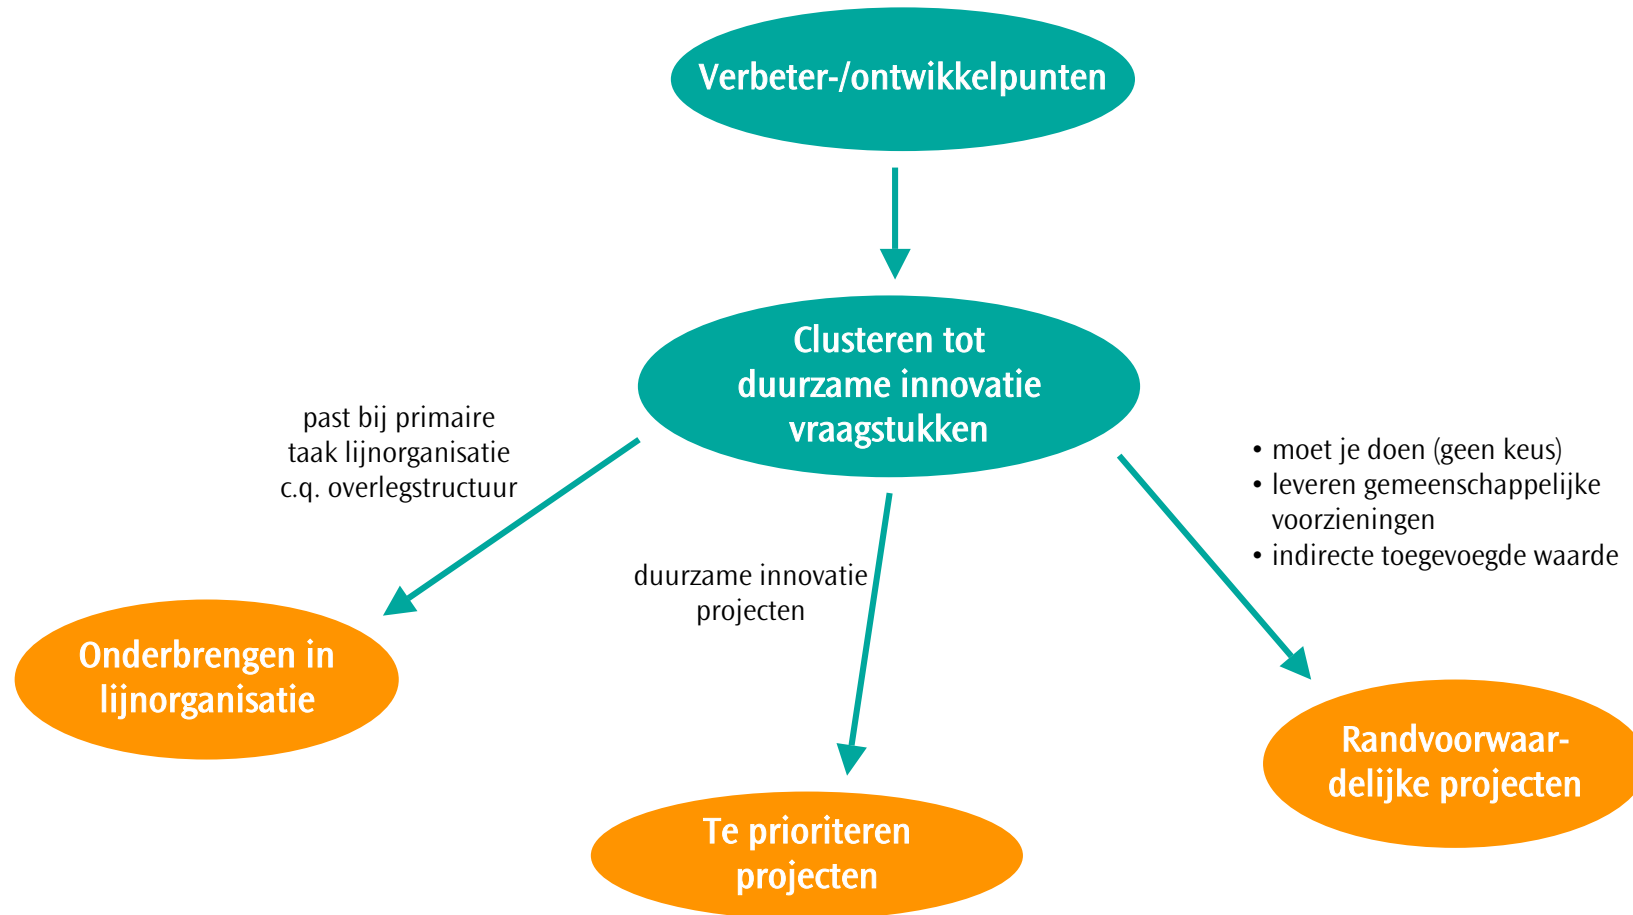 Verbeter-/ontwikkelpunten
Clusteren tot
duurzame innovatie
vraagstukken
past bij primaire
taak lijnorganisatie
c.q. overlegstructuur
duurzame innovatie
projecten
• moet je doen (geen keus)
• leveren gemeenschappelijke
voorzieningen
• indirecte toegevoegde waarde
Onderbrengen in
lijnorganisatie
Te prioriteren
projecten
Randvoorwaar-
delijke projecten